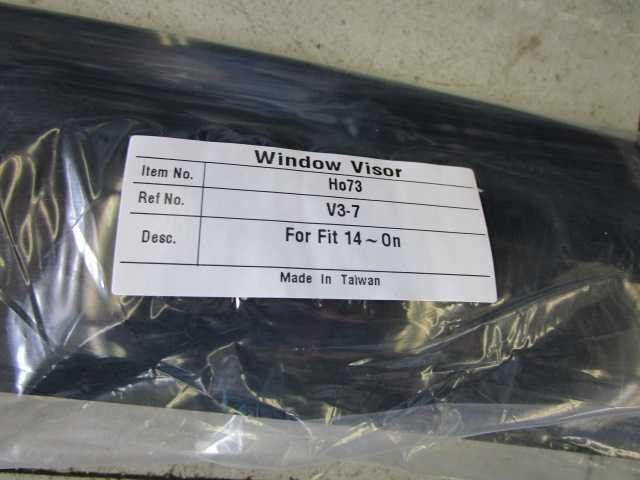 Window Visor
Item No. Ho73
Ref No. V3-7
Desc. For Fit 14~On
Made In Taiwan